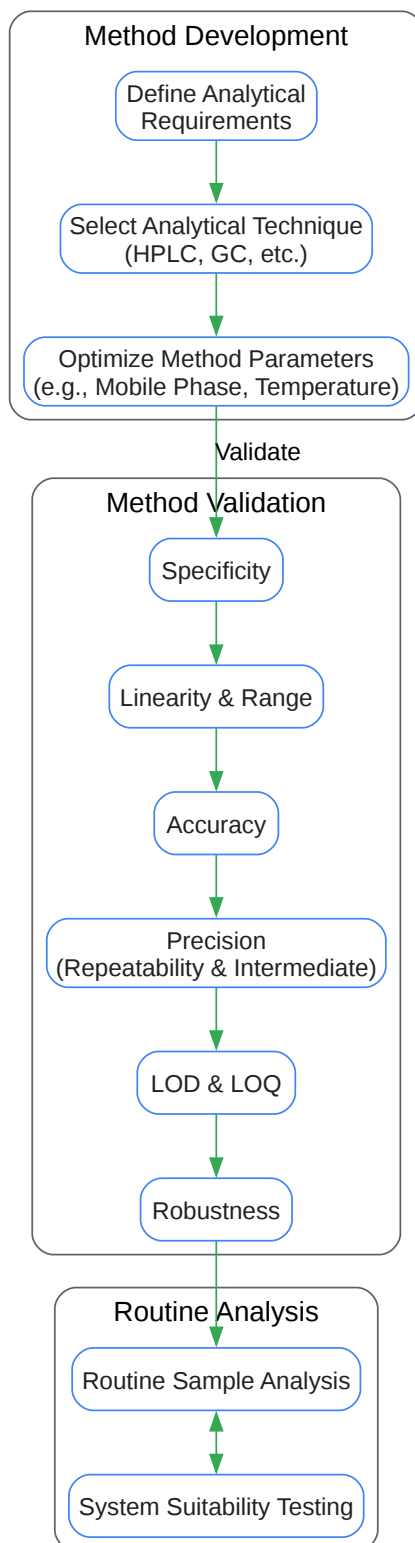 Method Development
Define Analytical
Requirements
Select Analytical Technique
(HPLC, GC, etc.)
Optimize Method Parameters
(e.g., Mobile Phase, Temperature)
Validate
Method Validation
Specificity
Linearity & Range
Accuracy
Precision
(Repeatability & Intermediate)
LOD & LOQ
Robustness
Routine Analysis
Routine Sample Analysis
System Suitability Testing